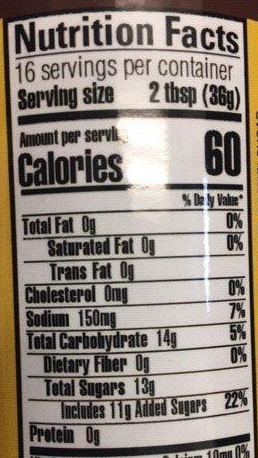 Nutrition Facts
16 servings per container
Serving size 2 tbsp (36g)
Amount per
Calories 60
% Daily Value*
Total Fat 0g 0%
Saturated Fat 0g 0%
Trans Fat 0g
Cholesterol 0mg 0%
Sodium 150mg 7%
Total Carbohydrate 14g 5%
Dietary Fiber 0g 0%
Total Sugars 13g
Includes 11g Added Sugars 22%
Protein 0g
10mg 0%